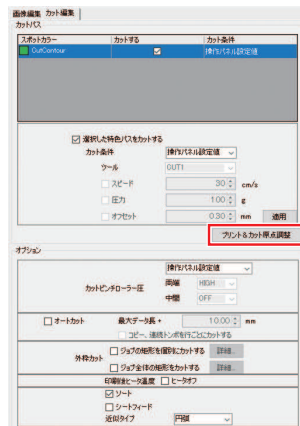 画像編集 カット編集
カットパス
スポットカラー カットする カット条件
CutContour 操作パネル設定値
選択した特色パスをカットする
カット条件 操作パネル設定値
ツール CUT1
スピード 30 cm/s
圧力 100 g
オフセット 0.30 mm 適用
プリント&カット原点調整
オプション
操作パネル設定値
カットピンチローラー圧 両端 HIGH
中間 OFF
オートカット 最大データ長 + 10.00 mm
コピー、連続トンボを行ごとにカットする
外枠カット ジョブの矩形を個別にカットする 詳細...
ジョブ全体の矩形をカットする 詳細...
印刷後ヒータ温度 ヒータオフ
ソート
シートフィード
近似タイプ 円弧